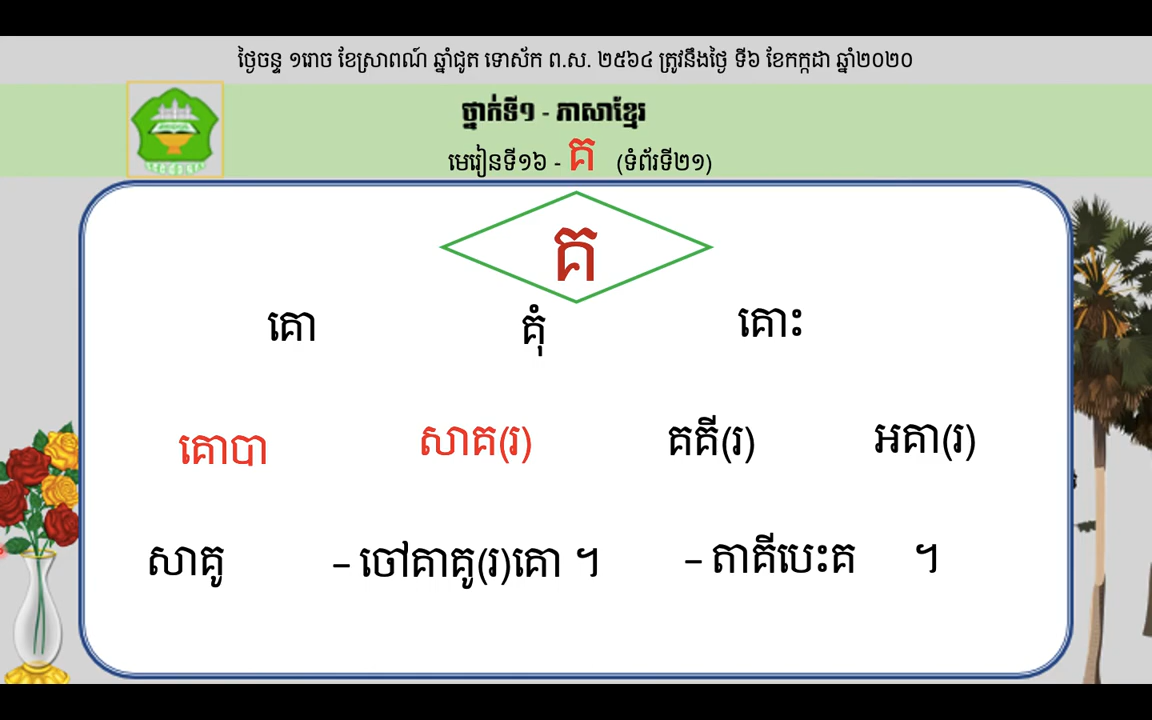 ថ្ងៃចន្ទ ១រោច ខែស្រាពណ៍ ឆ្នាំជូត ទោស័ក ព.ស. ២៥៦៤ ត្រូវនឹងថ្ងៃ ទី៦ ខែកក្កដា ឆ្នាំ២០២០
ថ្នាក់ទី១ - ភាសាខ្មែរ
មេរៀនទី១៦ - គ (ទំព័រទី២១)
គ
គោ គុំ គោះ
គោបា សាគ(រ) គគី(រ) អគា(រ)
សាគូ – ចៅគាគូ(រ)គោ ។ – តាគីបេះគ ។